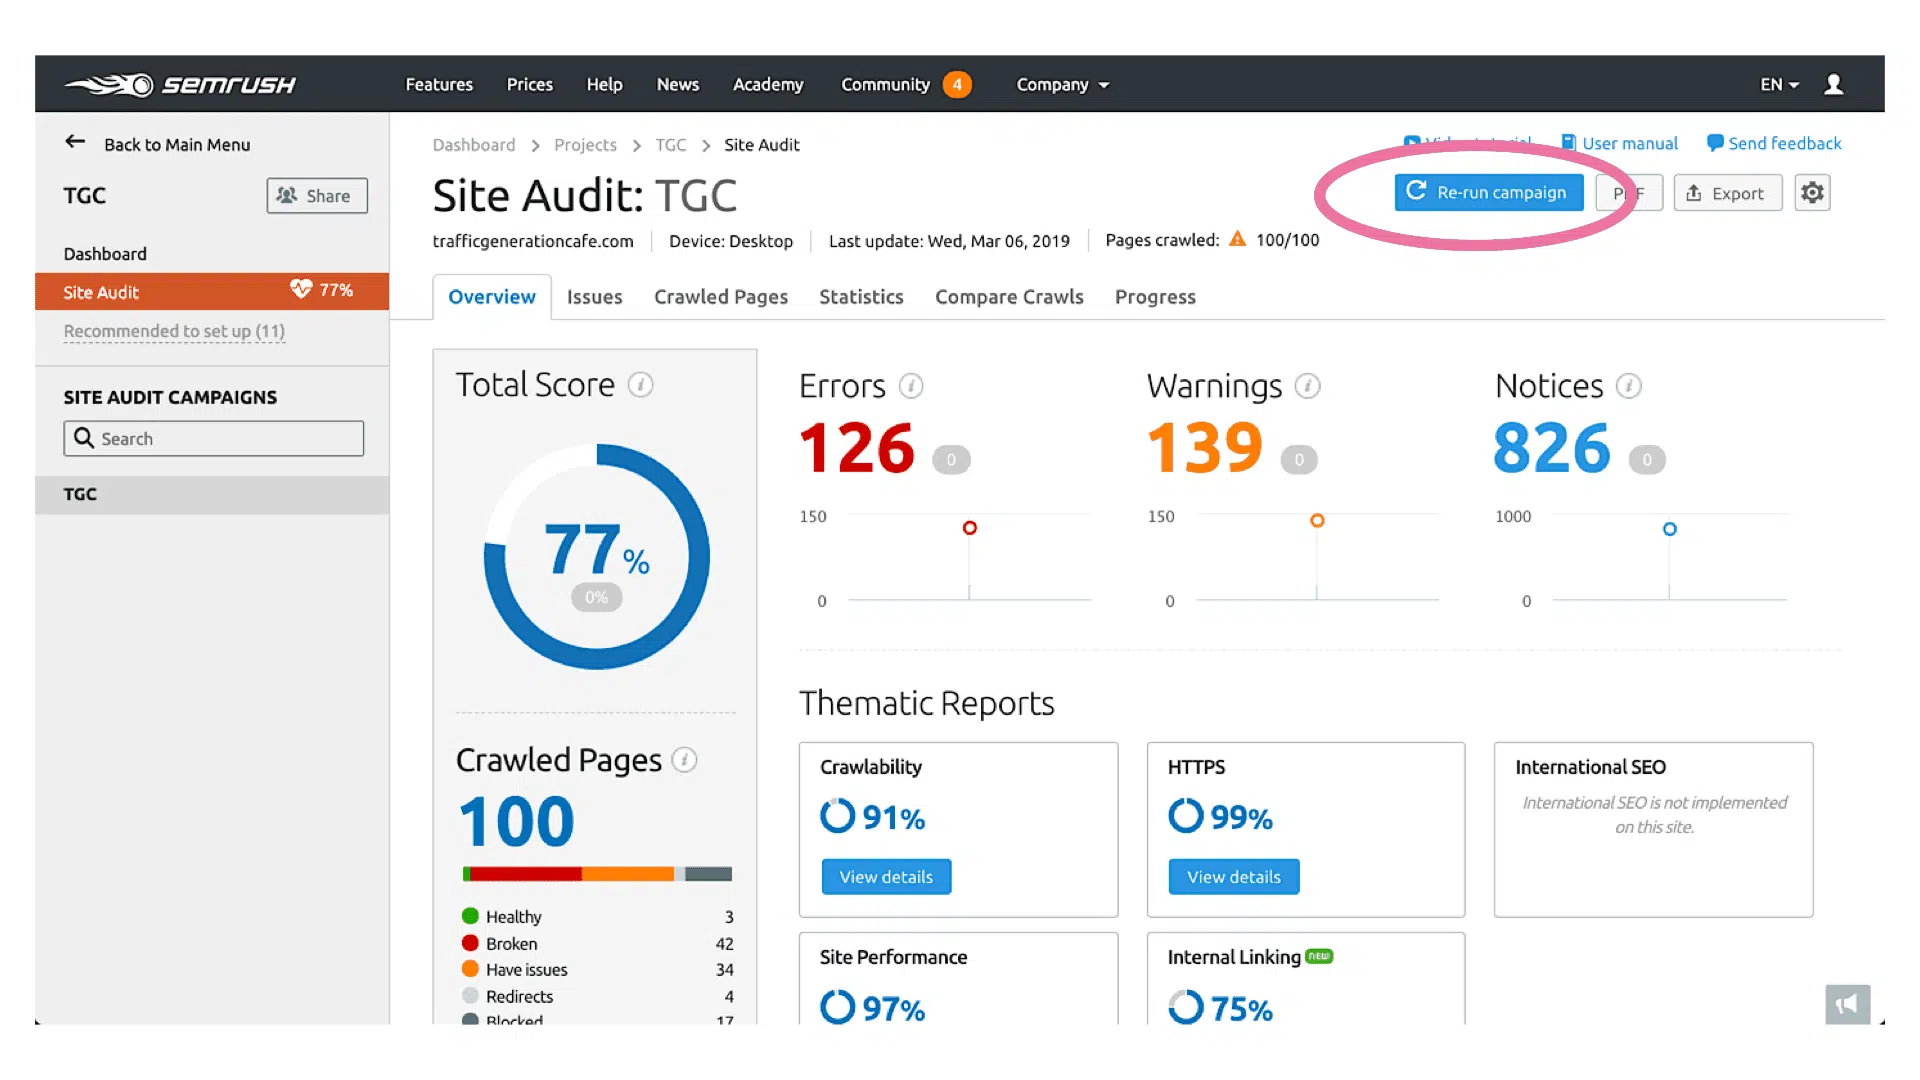 SEMRUSH Features Prices Help News Academy Community 4 Company EN
Back to Main Menu
TGC Share
Dashboard
Site Audit 77%
Recommended to set up (11)
SITE AUDIT CAMPAIGNS
Search
TGC
Dashboard > Projects > TGC > Site Audit
User manual Send feedback
Site Audit: TGC
Re-run campaign Export
trafficgenerationcafe.com Device: Desktop Last update: Wed, Mar 06, 2019 Pages crawled: 100/100
Overview Issues Crawled Pages Statistics Compare Crawls Progress
Total Score i
77%
0%
Crawled Pages i
100
Healthy 3
Broken 42
Have issues 34
Redirects 4
Blocked 17
Errors i
126 0
150
0
Warnings i
139 0
150
0
Notices i
826 0
1000
0
Thematic Reports
Crawlability
91%
View details
HTTPS
99%
View details
International SEO
International SEO is not implemented
on this site.
Site Performance
97%
Internal Linking new
75%